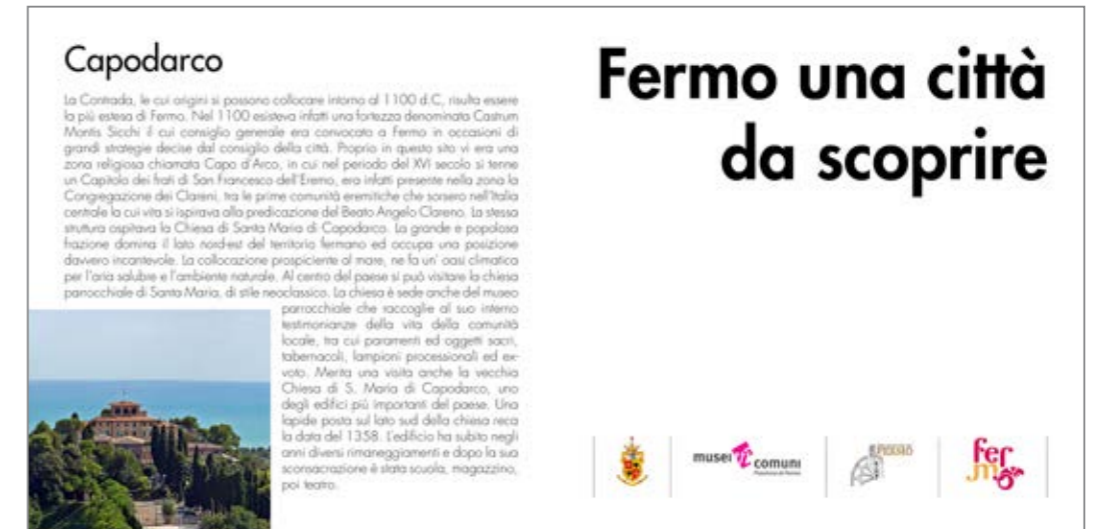 Capodarco
La Contrada, le cui origini si possono collocare intorno al 1100 d.C, risulta essere
la più estesa di Fermo. Nel 1100 esisteva infatti una fortezza denominata Castrum
Montis Sicchi il cui consiglio generale era convocato a Fermo in occasioni di
grandi strategie decise dal consiglio della città. Proprio in questo sito vi era una
zona religiosa chiamata Capo d'Arco, in cui nel periodo del XVI secolo si tenne
un Capitolo dei frati di San Francesco dell'Eremo, era infatti presente nella zona la
Congregazione dei Clareni, tra le prime comunità eremitiche che sorsero nell'Italia
centrale la cui vita si ispirava alla predicazione del Beato Angelo Clareno. La stessa
struttura ospitava la Chiesa di Santa Maria di Capodarco. La grande e popolosa
frazione domina il lato nord-est del territorio fermano ed occupa una posizione
davvero incantevole. La collocazione prospiciente al mare, ne fa un' oasi climatica
per l'aria salubre e l'ambiente naturale. Al centro del paese si può visitare la chiesa
parrocchiale di Santa Maria, di stile neoclassico. La chiesa è sede anche del museo
parrocchiale che raccoglie al suo interno
testimonianze della vita della comunità
locale, tra cui paramenti ed oggetti sacri,
tabernacoli, lampioni processionali ed ex-
voto. Merita una visita anche la vecchia
Chiesa di S. Maria di Capodarco, uno
degli edifici più importanti del paese. Una
lapide posta sul lato sud della chiesa reca
la data del 1358. L'edificio ha subito negli
anni diversi rimaneggiamenti e dopo la sua
sconsacrazione è stata scuola, magazzino,
poi teatro.
Fermo una città
da scoprire
musei comuni
fermo